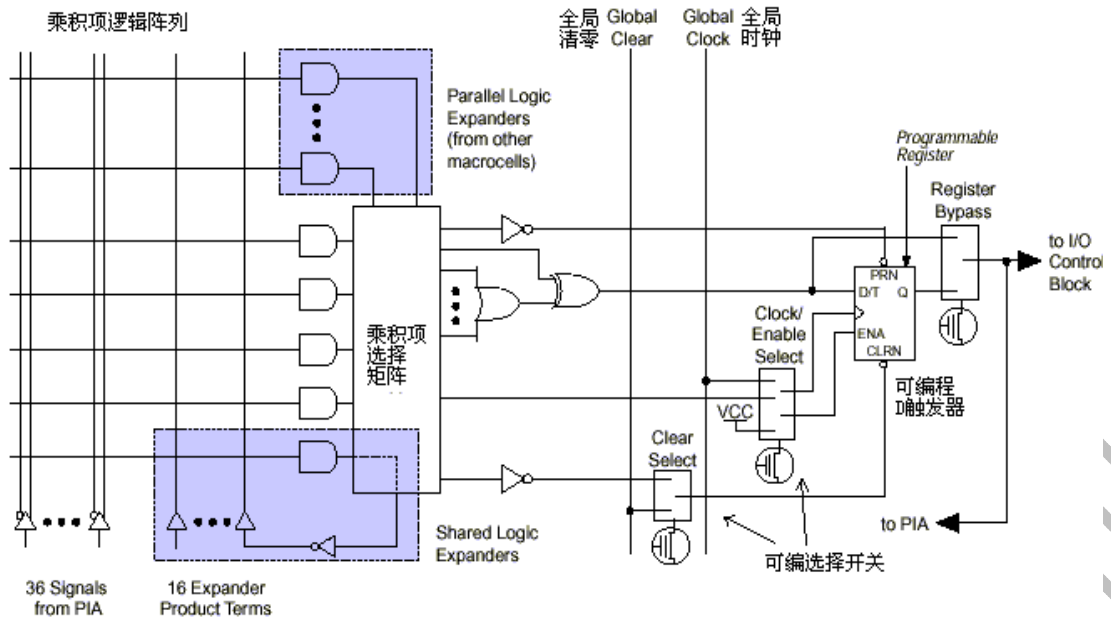 乘积项逻辑阵列
全局
清零
Global
Clear
Global
Clock
全局
时钟
Parallel Logic
Expanders
(from other
macrocells)
Programmable
Register
Register
Bypass
to I/O
Control
Block
PRN
D/T
Q
ENA
CLRN
Clock/
Enable
Select
乘积项
选择
矩阵
可编程
D触发器
VCC
Clear
Select
Shared Logic
Expanders
to PIA
可编选择开关
36 Signals
from PIA
16 Expander
Product Terms